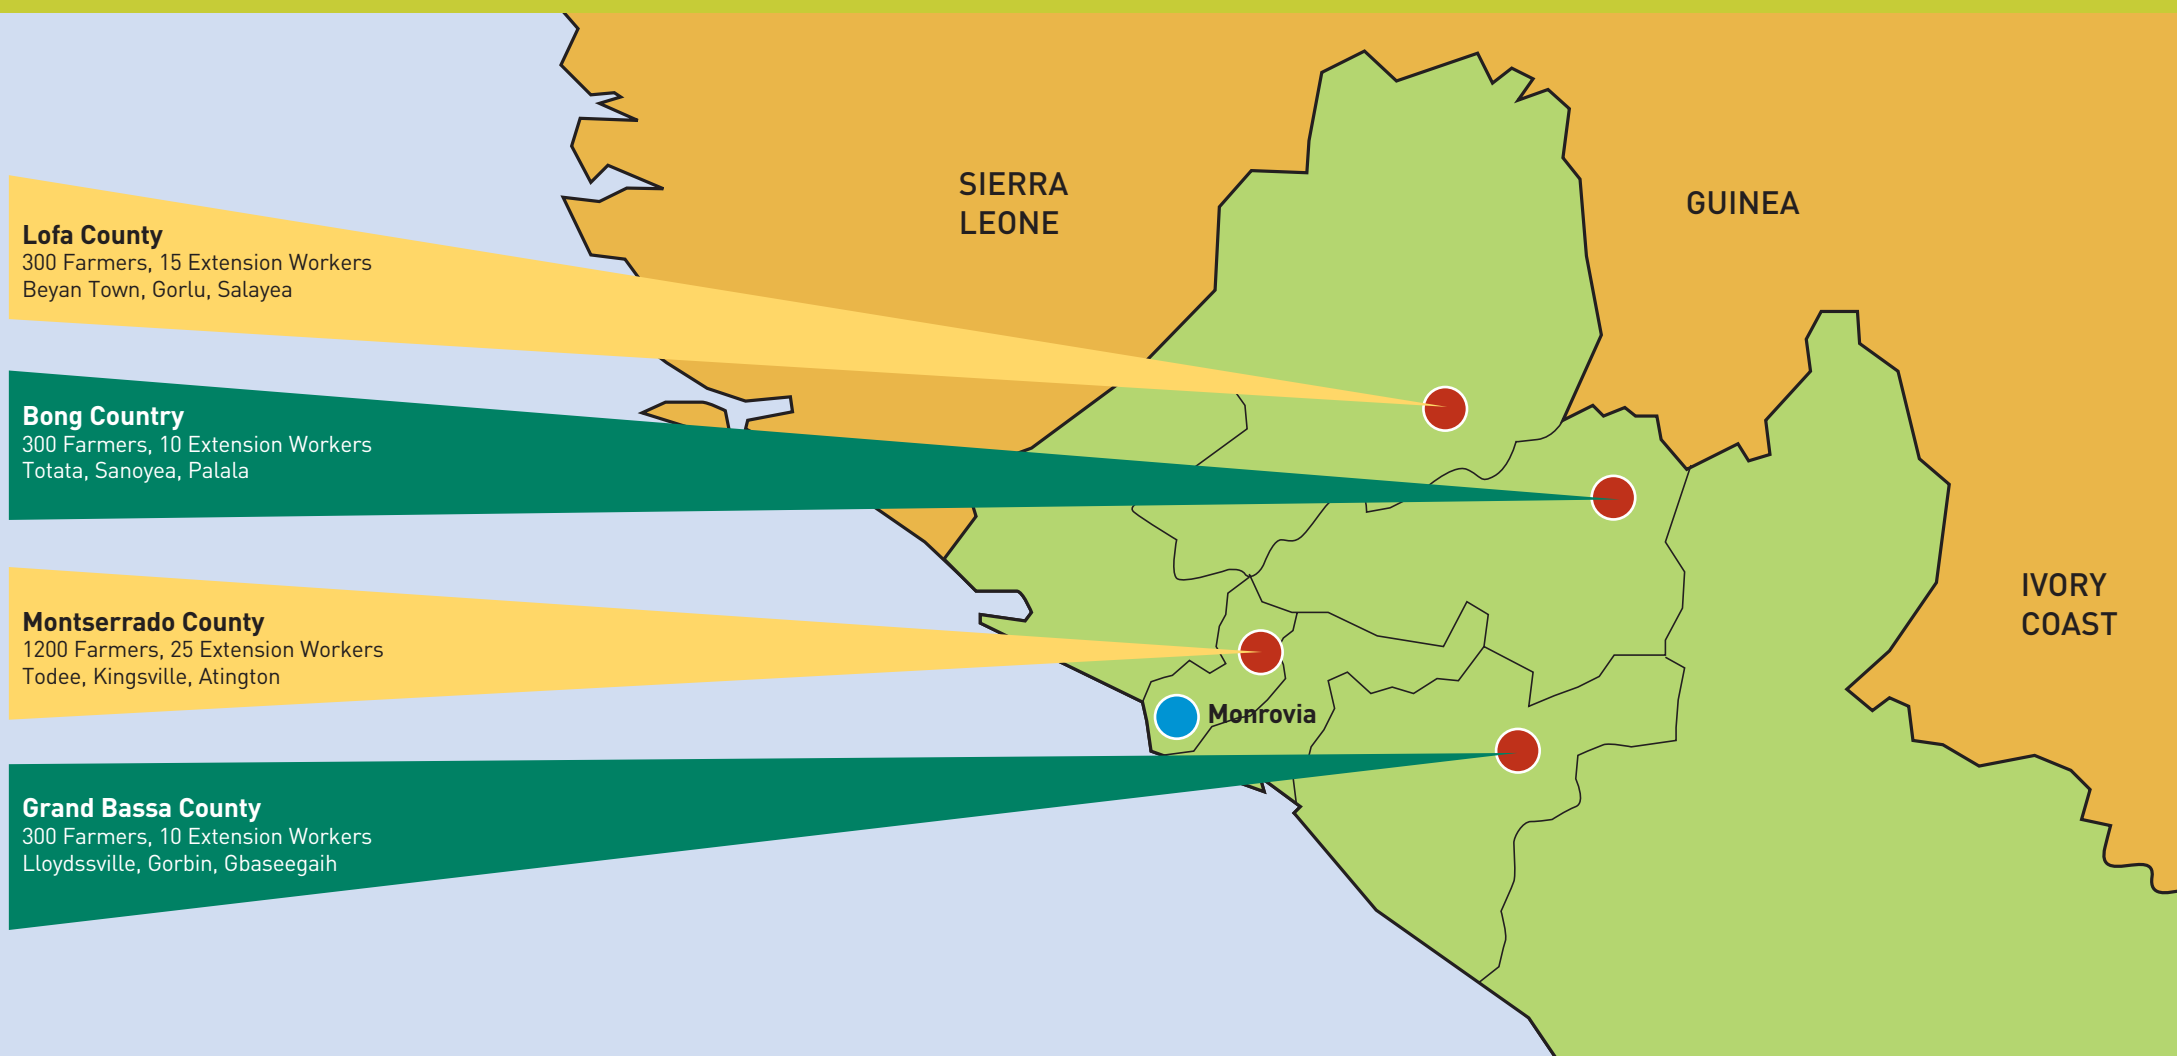 SIERRA
LEONE
GUINEA
Lofa County
300 Farmers, 15 Extension Workers
Beyan Town, Gorlu, Salayea
Bong Country
300 Farmers, 10 Extension Workers
Totata, Sanoyea, Palala
IVORY
COAST
Montserrado County
1200 Farmers, 25 Extension Workers
Todee, Kingsville, Atington
Monrovia
Grand Bassa County
300 Farmers, 10 Extension Workers
Lloydssville, Gorbin, Gbaseegaih